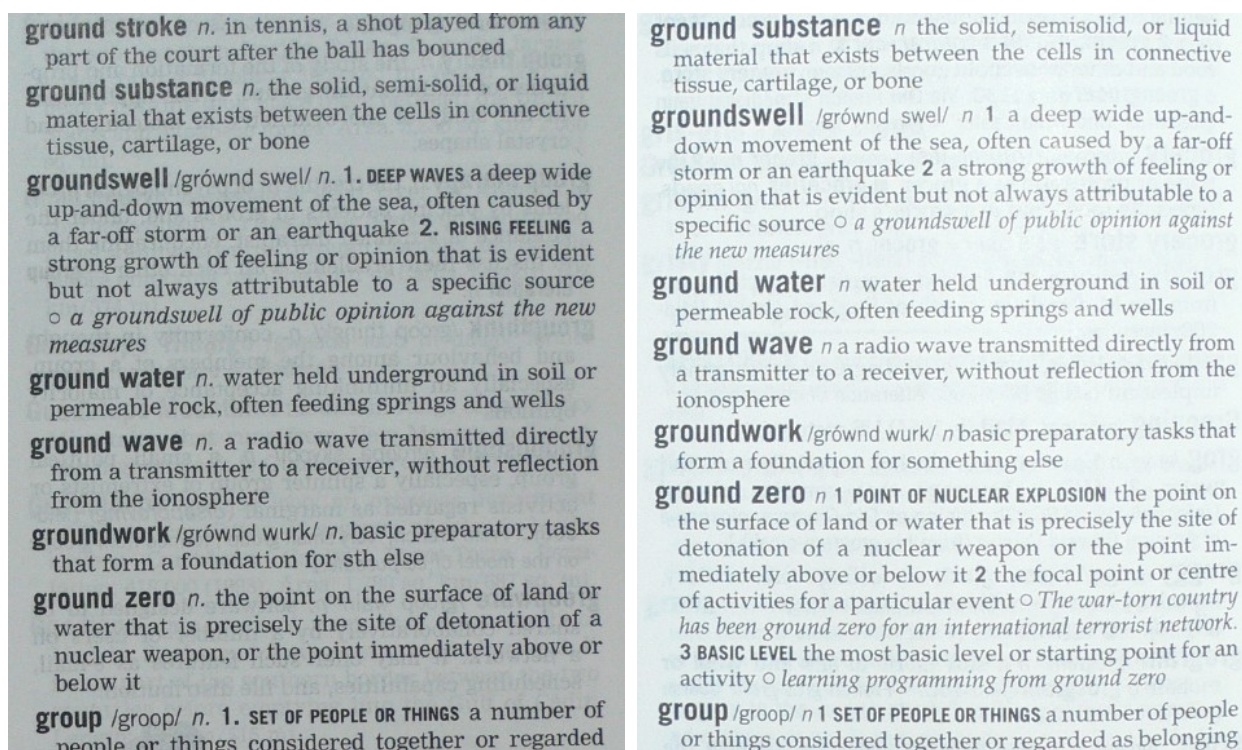 ground stroke n. in tennis, a shot played from any
part of the court after the ball has bounced
ground substance n. the solid, semi-solid, or liquid
material that exists between the cells in connective
tissue, cartilage, or bone
groundswell /grównd swel/ n. 1. DEEP WAVES a deep wide
up-and-down movement of the sea, often caused by
a far-off storm or an earthquake 2. RISING FEELING a
strong growth of feeling or opinion that is evident
but not always attributable to a specific source
○ a groundswell of public opinion against the new
measures
ground water n. water held underground in soil or
permeable rock, often feeding springs and wells
ground wave n. a radio wave transmitted directly
from a transmitter to a receiver, without reflection
from the ionosphere
groundwork /grównd wurk/ n. basic preparatory tasks
that form a foundation for sth else
ground zero n. the point on the surface of land or
water that is precisely the site of detonation of a
nuclear weapon, or the point immediately above or
below it
group /groop/ n. 1. SET OF PEOPLE OR THINGS a number of
people or things considered together or regarded
ground substance n the solid, semisolid, or liquid
material that exists between the cells in connective
tissue, cartilage, or bone
groundswell /grównd swel/ n 1 a deep wide up-and-
down movement of the sea, often caused by a far-off
storm or an earthquake 2 a strong growth of feeling or
opinion that is evident but not always attributable to a
specific source ○ a groundswell of public opinion against
the new measures
ground water n water held underground in soil or
permeable rock, often feeding springs and wells
ground wave n a radio wave transmitted directly from
a transmitter to a receiver, without reflection from the
ionosphere
groundwork /grównd wurk/ n basic preparatory tasks that
form a foundation for something else
ground zero n 1 POINT OF NUCLEAR EXPLOSION the point on
the surface of land or water that is precisely the site of
detonation of a nuclear weapon or the point im-
mediately above or below it 2 the focal point or centre
of activities for a particular event ○ The war-torn country
has been ground zero for an international terrorist network.
3 BASIC LEVEL the most basic level or starting point for an
activity ○ learning programming from ground zero
group /groop/ n 1 SET OF PEOPLE OR THINGS a number of people
or things considered together or regarded as belonging